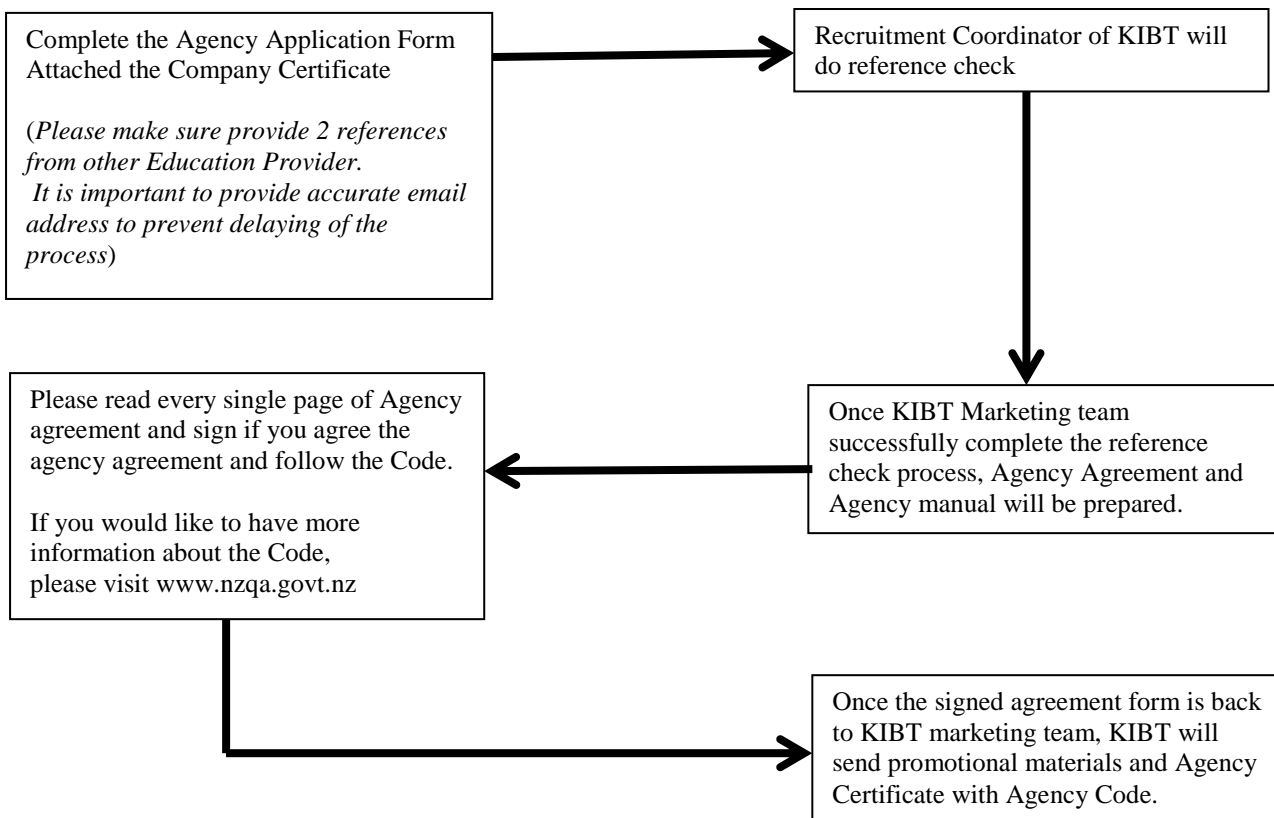 Complete the Agency Application Form
Attached the Company Certificate
(Please make sure provide 2 references
from other Education Provider.
It is important to provide accurate email
address to prevent delaying of the
process)
Recruitment Coordinator of KIBT will
do reference check
Once KIBT Marketing team
successfully complete the reference
check process, Agency Agreement and
Agency manual will be prepared.
Please read every single page of Agency
agreement and sign if you agree the
agency agreement and follow the Code.
If you would like to have more
information about the Code,
please visit www.nzqa.govt.nz
Once the signed agreement form is back
to KIBT marketing team, KIBT will
send promotional materials and Agency
Certificate with Agency Code.